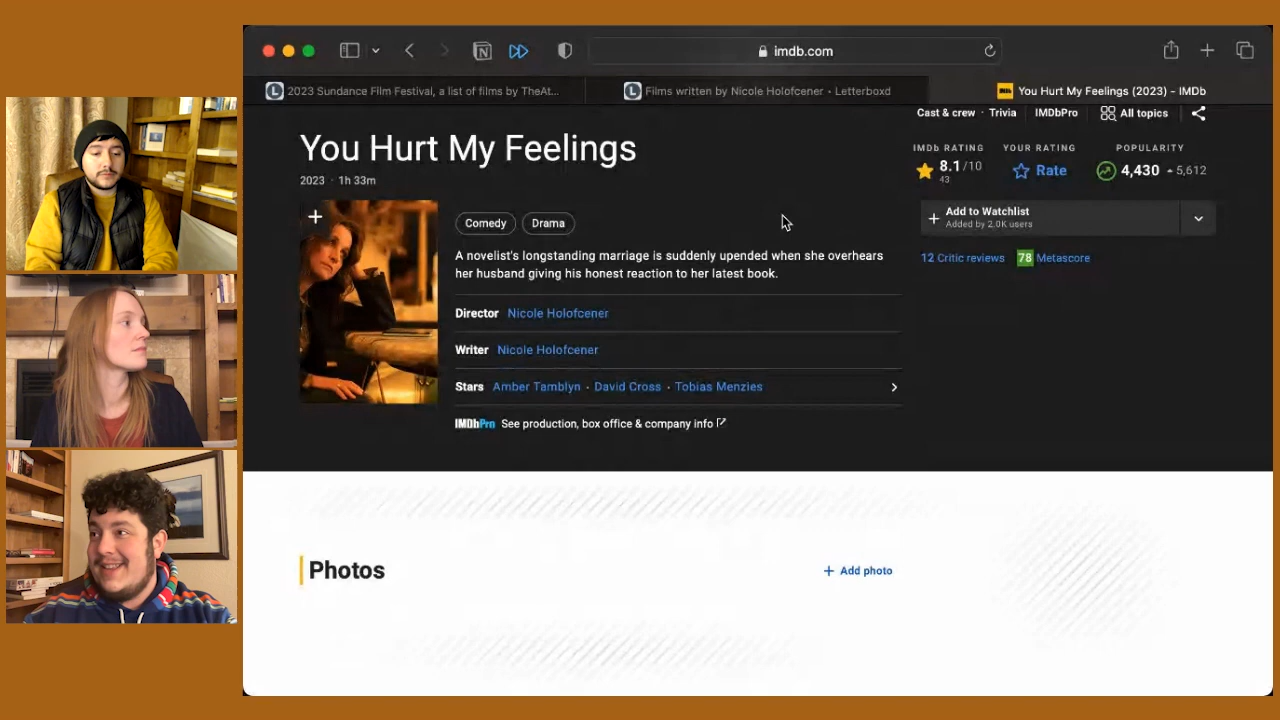 imdb.com
2023 Sundance Film Festival, a list of films by TheAt...
Films written by Nicole Holofcener • Letterboxd
You Hurt My Feelings (2023) - IMDb
Cast & crew · Trivia IMDbPro All topics
You Hurt My Feelings
2023 · 1h 33m
IMDb RATING YOUR RATING POPULARITY
8.1/10 Rate 4,430 5,612
43
+ Add to Watchlist
Added by 2.0K users
12 Critic reviews 78 Metascore
Comedy Drama
A novelist's longstanding marriage is suddenly upended when she overhears
her husband giving his honest reaction to her latest book.
Director Nicole Holofcener
Writer Nicole Holofcener
Stars Amber Tamblyn · David Cross · Tobias Menzies
IMDbPro See production, box office & company info
Photos + Add photo